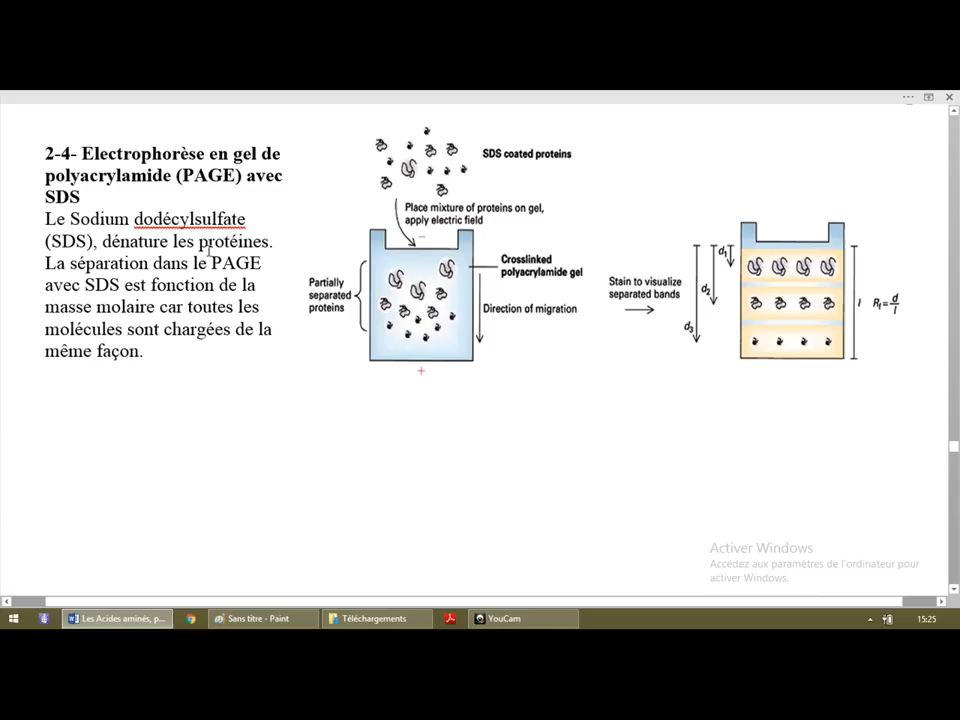 2-4- Electrophorèse en gel de
polyacrylamide (PAGE) avec
SDS
Le Sodium dodécylsulfate
(SDS), dénature les protéines.
La séparation dans le PAGE
avec SDS est fonction de la
masse molaire car toutes les
molécules sont chargées de la
même façon.
SDS coated proteins
Place mixture of proteins on gel,
apply electric field
−
Crosslinked
polyacrylamide gel
Partially
separated
proteins
Direction of migration
+
Stain to visualize
separated bands
d1
d2
d3
l
Rf = d/l
Activer Windows
Accédez aux paramètres de l'ordinateur pour
activer Windows.
Les Acides aminés, p...
Sans titre - Paint
Téléchargements
YouCam
15:25